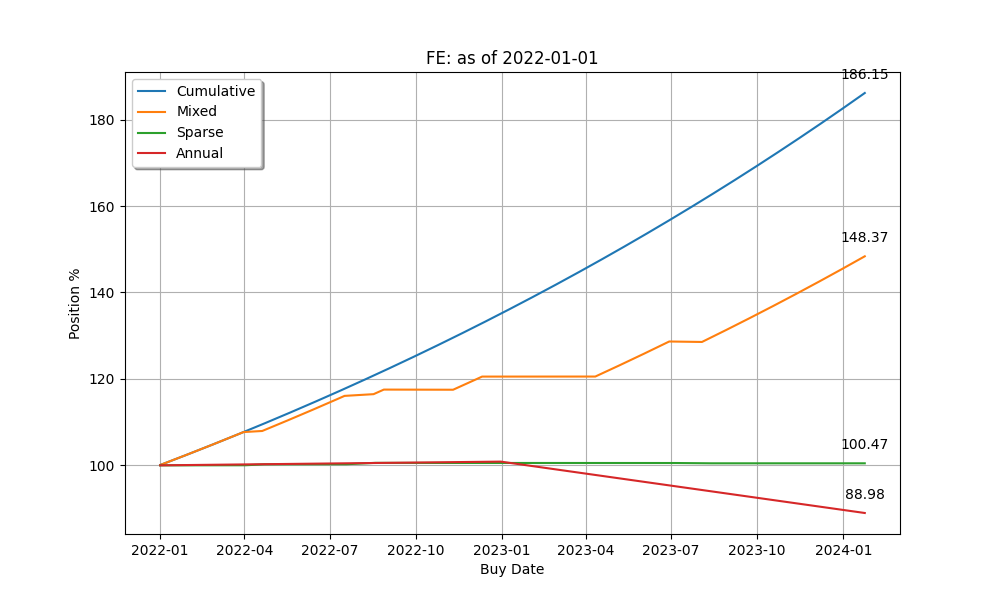 FE: as of 2022-01-01
186.15
Cumulative
Mixed
Sparse
Annual
180
160
148.37
140
Position %
120
100.47
100
88.98
2022-01 2022-04 2022-07 2022-10 2023-01 2023-04 2023-07 2023-10 2024-01
Buy Date